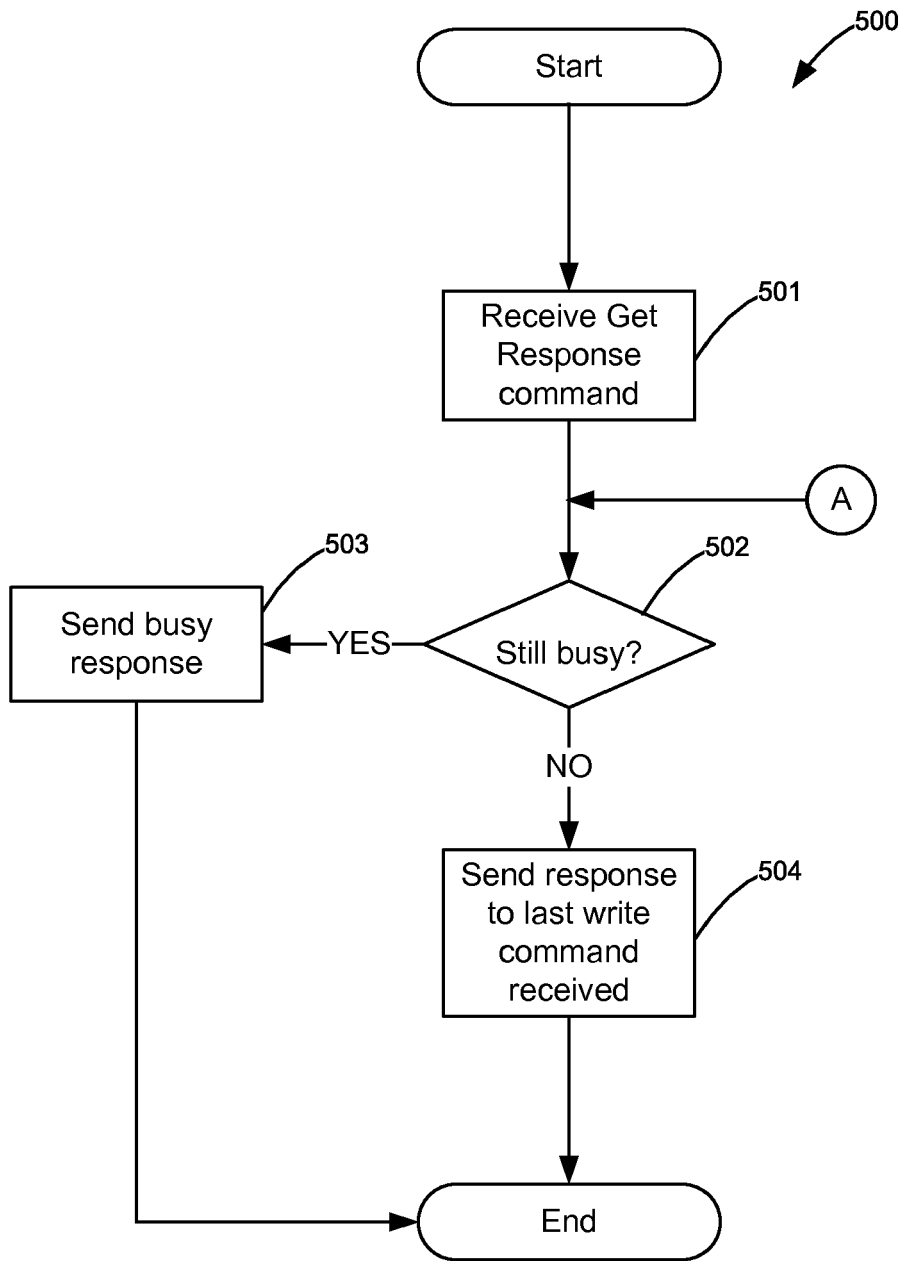 500
Start
501
Receive Get
Response
command
A
502
503
Send busy
response
YES
Still busy?
NO
504
Send response
to last write
command
received
End